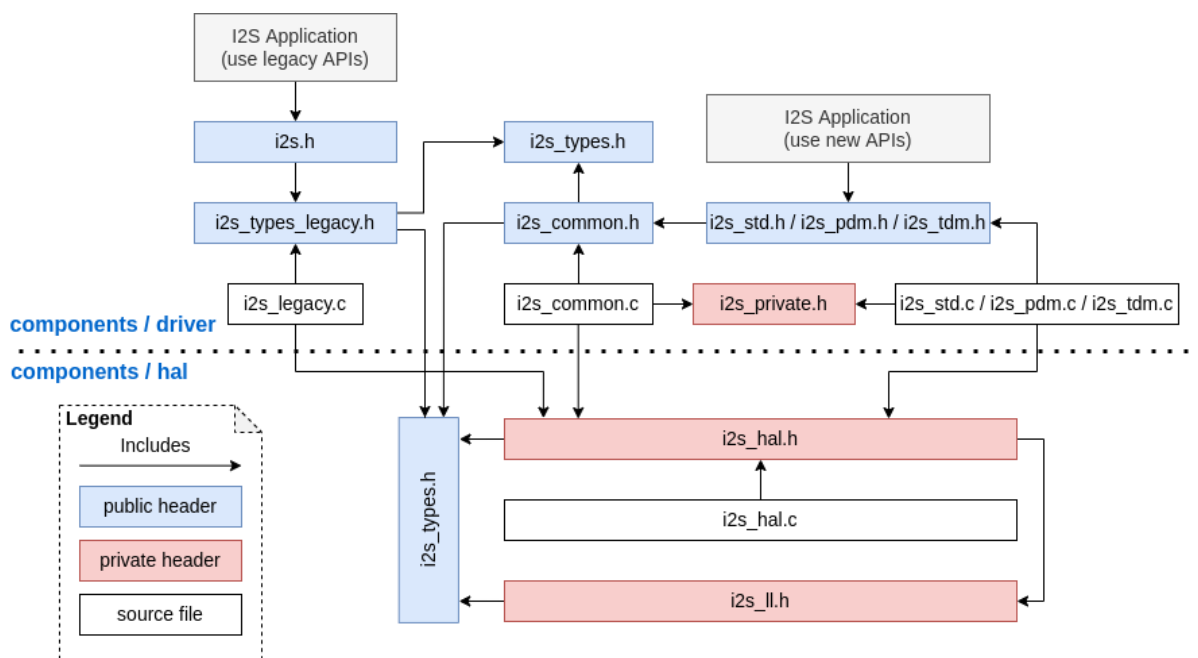 I2S Application
(use legacy APIs)
i2s.h
i2s_types.h
I2S Application
(use new APIs)
i2s_types_legacy.h
i2s_common.h
i2s_std.h / i2s_pdm.h / i2s_tdm.h
i2s_legacy.c
i2s_common.c
i2s_private.h
i2s_std.c / i2s_pdm.c / i2s_tdm.c
components / driver
components / hal
Legend
Includes
public header
private header
source file
i2s_types.h
i2s_hal.h
i2s_hal.c
i2s_ll.h